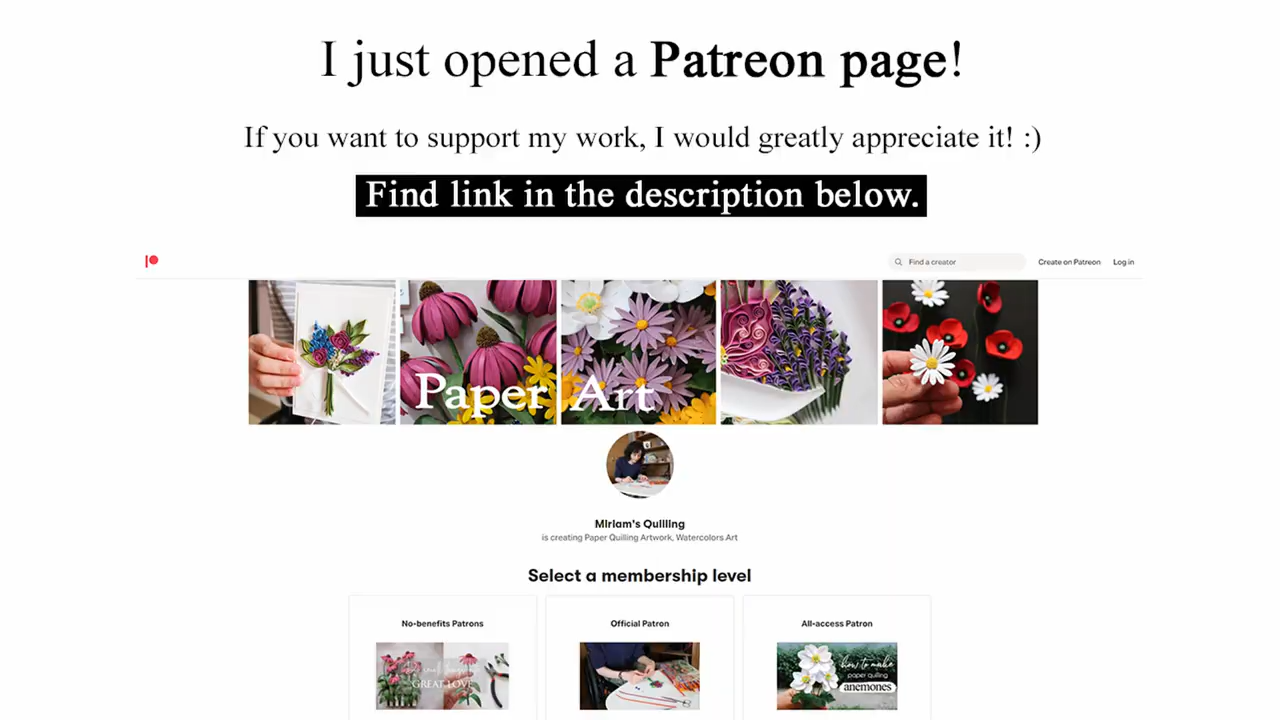 I just opened a Patreon page!
If you want to support my work, I would greatly appreciate it! :)
Find link in the description below.
Find a creator
Create on Patreon
Log in
Paper Art
Miriam's Quilling
is creating Paper Quilling Artwork, Watercolors Art
Select a membership level
No-benefits Patrons
Official Patron
All-access Patron
GREAT LOVE
how to make
paper quilling
anemones